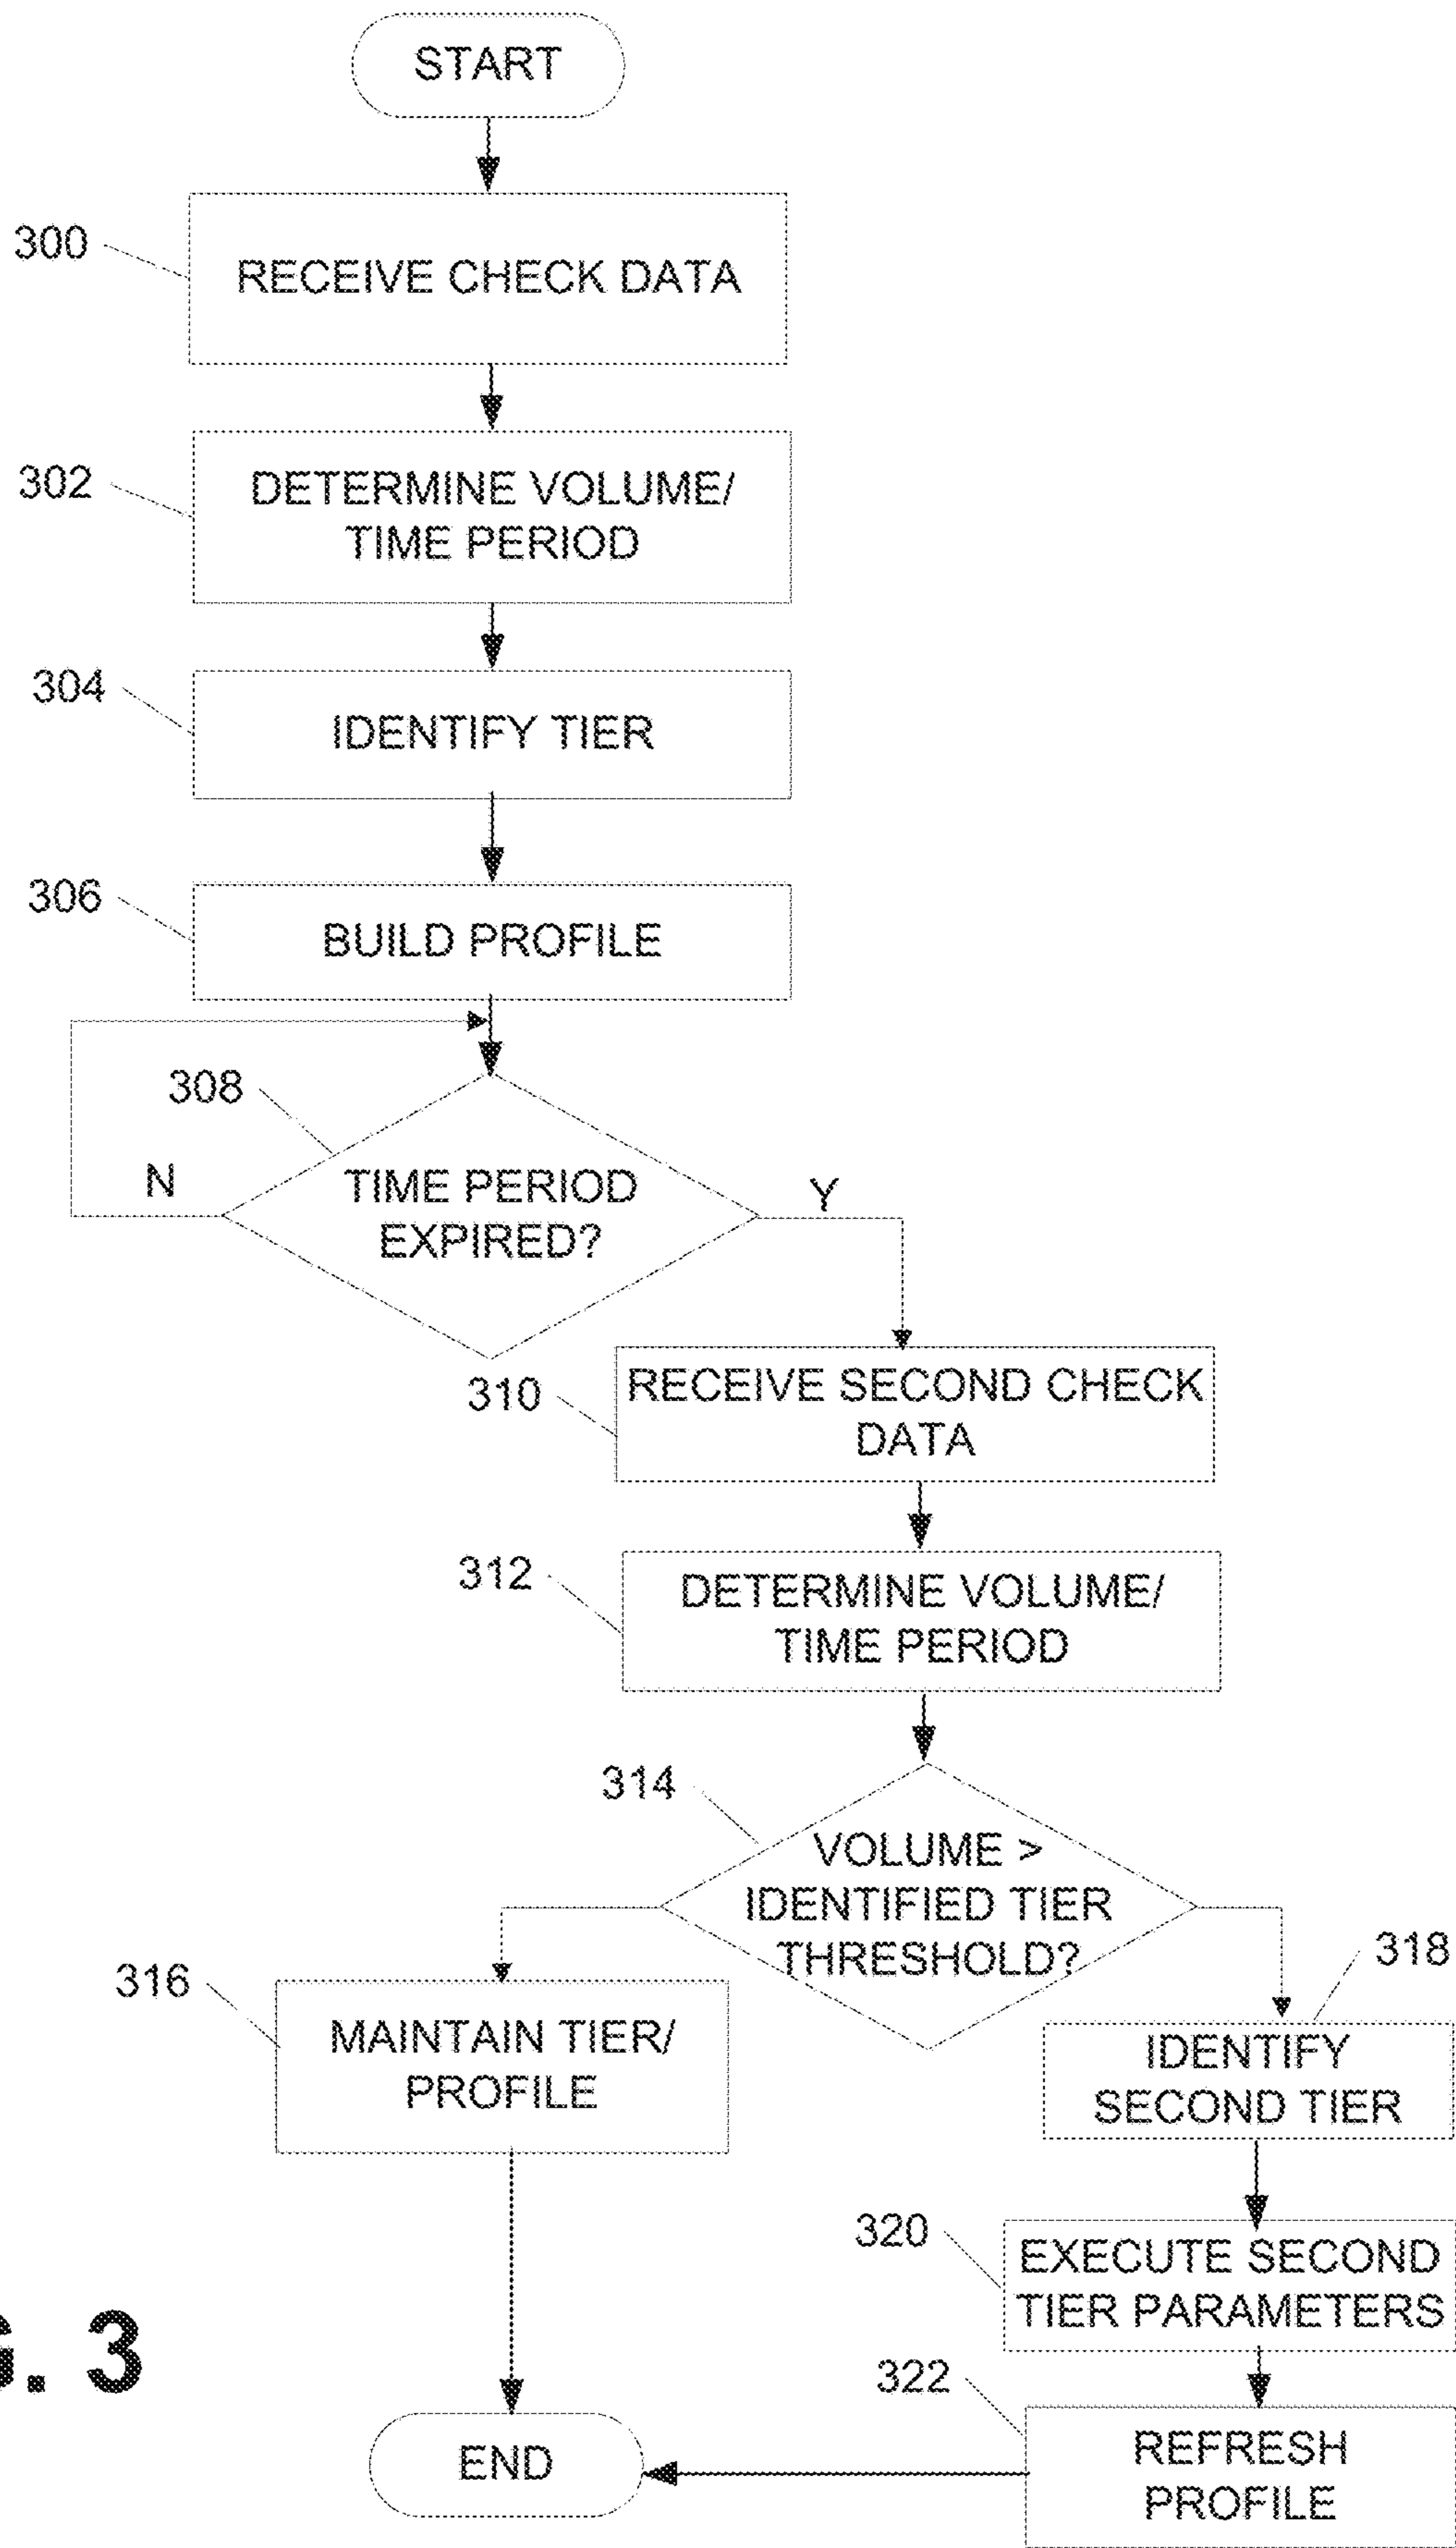 START
300
RECEIVE CHECK DATA
302
DETERMINE VOLUME/
TIME PERIOD
304
IDENTIFY TIER
306
BUILD PROFILE
308
N
TIME PERIOD
EXPIRED?
Y
310
RECEIVE SECOND CHECK
DATA
312
DETERMINE VOLUME/
TIME PERIOD
314
VOLUME >
IDENTIFIED TIER
THRESHOLD?
316
MAINTAIN TIER/
PROFILE
318
IDENTIFY
SECOND TIER
320
EXECUTE SECOND
TIER PARAMETERS
322
REFRESH
PROFILE
END
G. 3